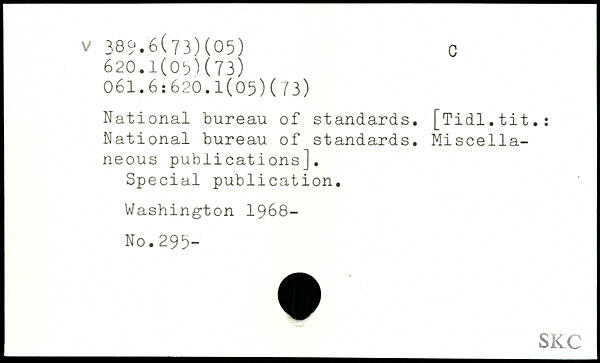 v 389.6(73)(05) C
620.1(05)(73)
061.6:620.1(05)(73)
National bureau of standards. [Tidl.tit.:
National bureau of standards. Miscella-
neous publications].
Special publication.
Washington 1968-
No.295-
SKC